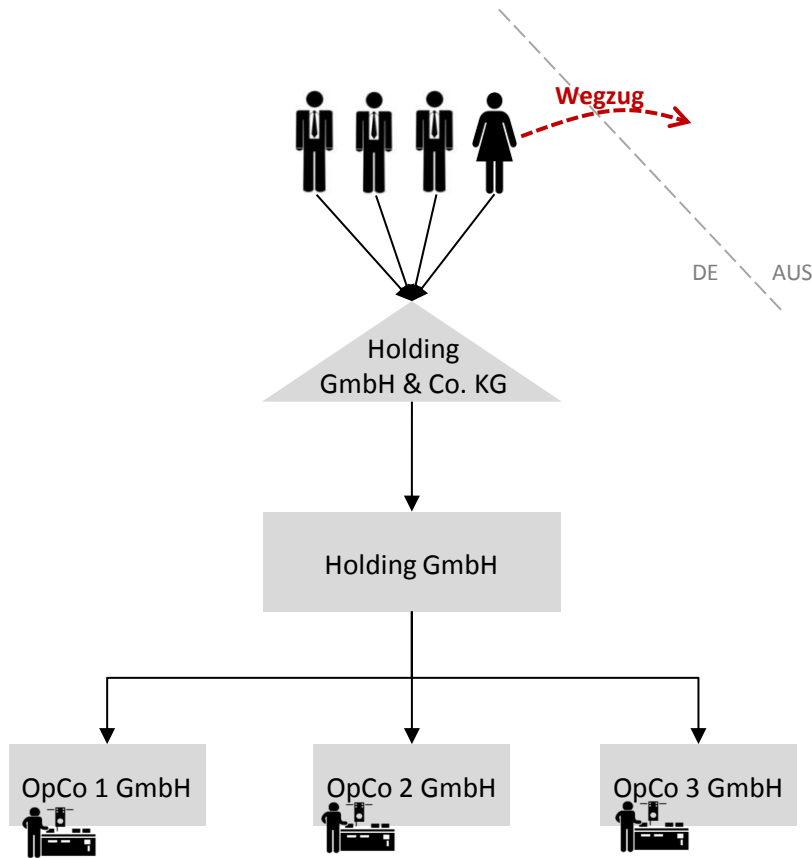 Wegzug
DE
AUS
Holding
GmbH & Co. KG
Holding GmbH
OpCo 1 GmbH
OpCo 2 GmbH
OpCo 3 GmbH